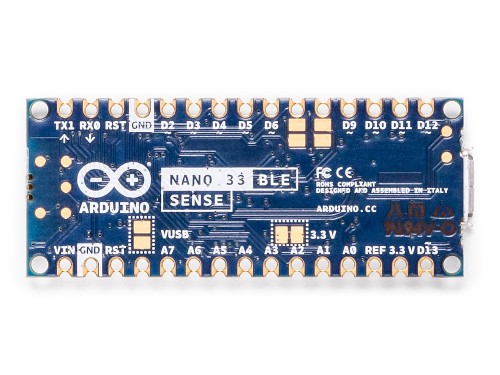 TX1 RX0 RST GND D2 D3 D4 D5 D6 D9 D10 D11 D12
NANO 33 BLE
SENSE
ARDUINO
FC CE
ROHS COMPLIANT
DESIGNED AND ASSEMBLED IN ITALY
ARDUINO.CC
VUSB
3.3 V
VIN GND RST A7 A6 A5 A4 A3 A2 A1 A0 REF 3.3 V D13